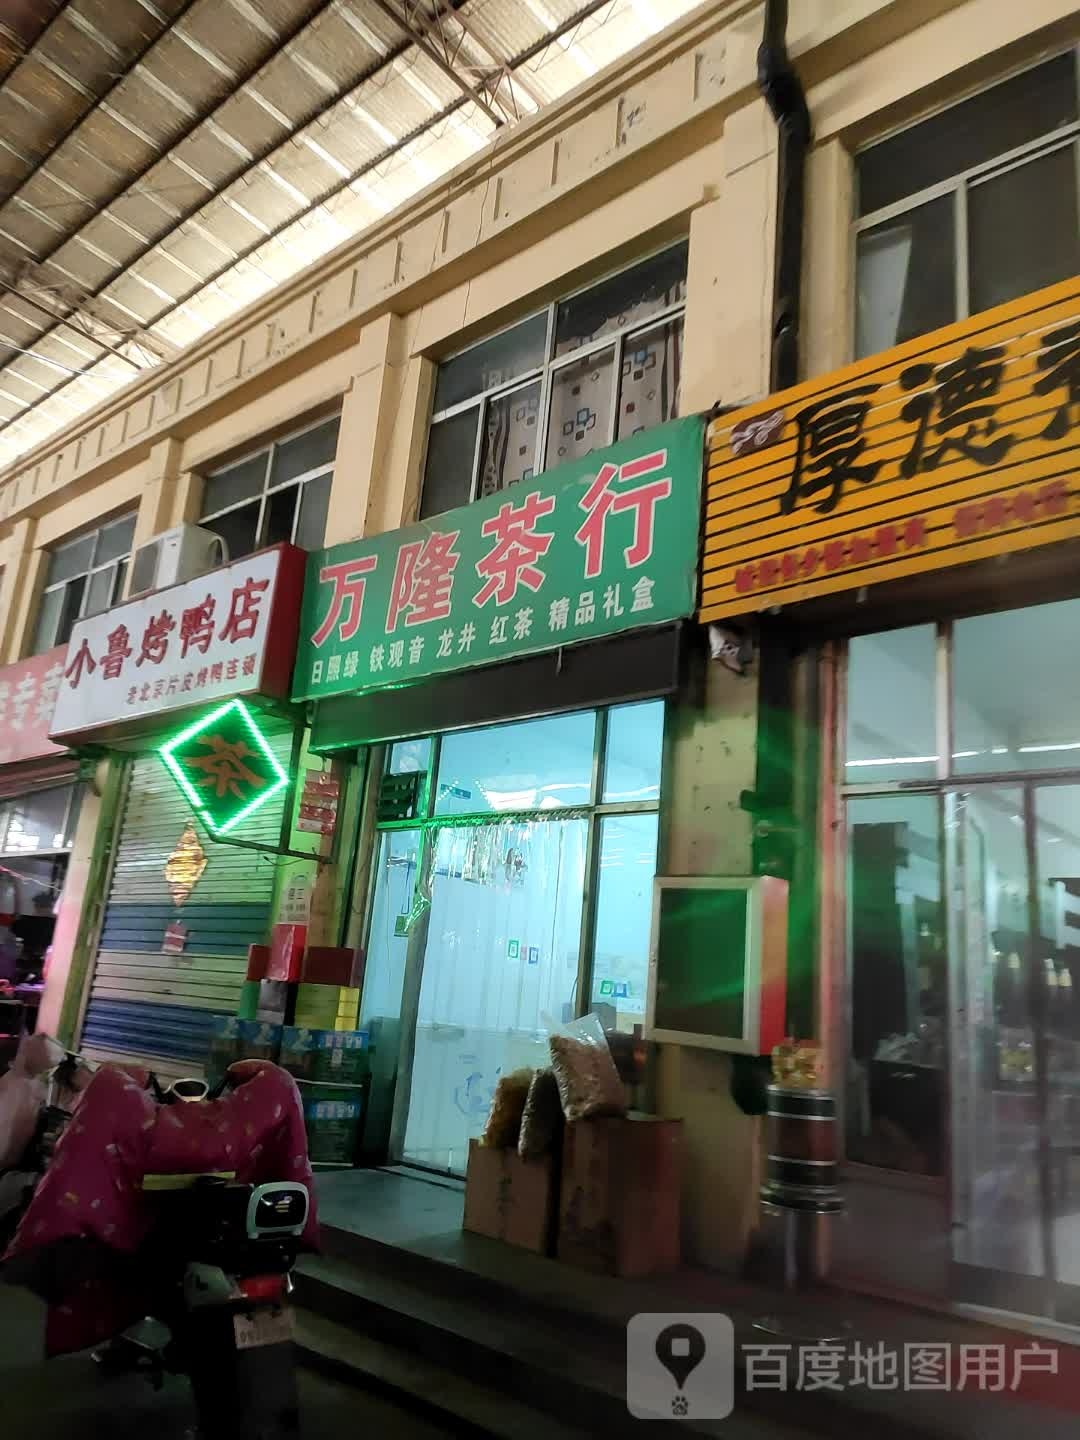 专卖
小鲁烤鸭店
老北京片皮烤鸭连锁
茶
万隆茶行
日照绿 铁观音 龙井 红茶 精品礼盒
厚德
百度地图用户